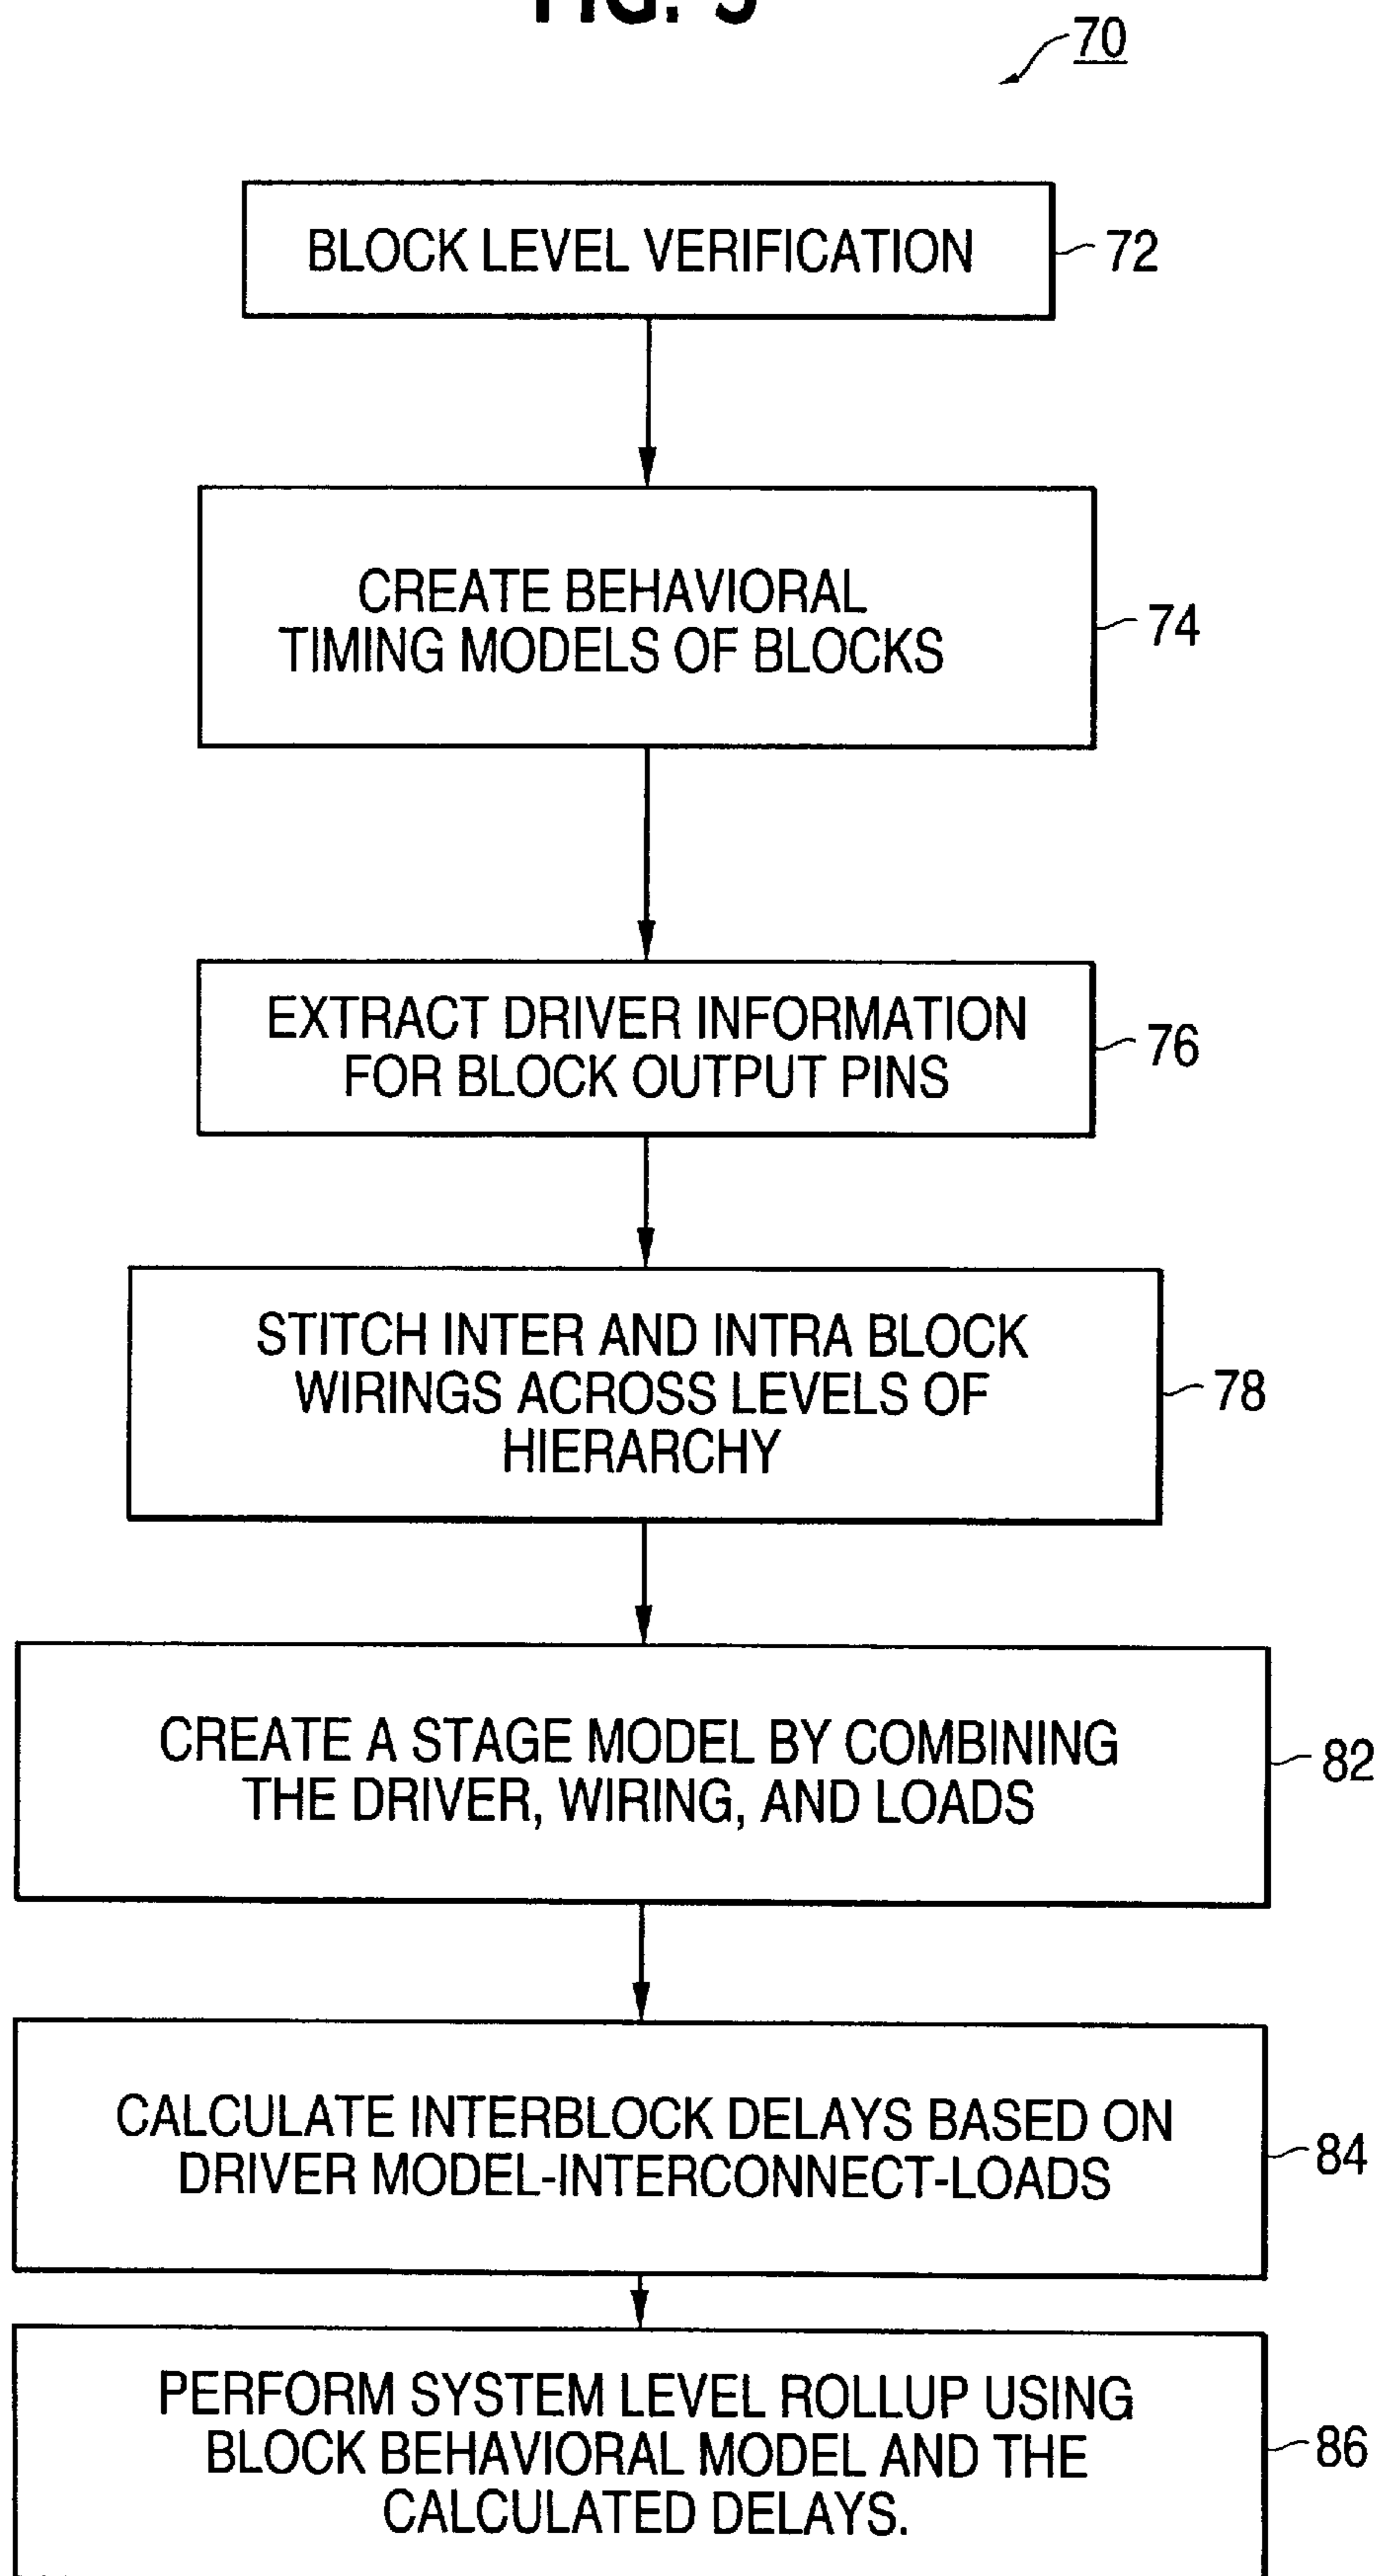 70
BLOCK LEVEL VERIFICATION
72
CREATE BEHAVIORAL
TIMING MODELS OF BLOCKS
74
EXTRACT DRIVER INFORMATION
FOR BLOCK OUTPUT PINS
76
STITCH INTER AND INTRA BLOCK
WIRINGS ACROSS LEVELS OF
HIERARCHY
78
CREATE A STAGE MODEL BY COMBINING
THE DRIVER, WIRING, AND LOADS
82
CALCULATE INTERBLOCK DELAYS BASED ON
DRIVER MODEL-INTERCONNECT-LOADS
84
PERFORM SYSTEM LEVEL ROLLUP USING
BLOCK BEHAVIORAL MODEL AND THE
CALCULATED DELAYS.
86